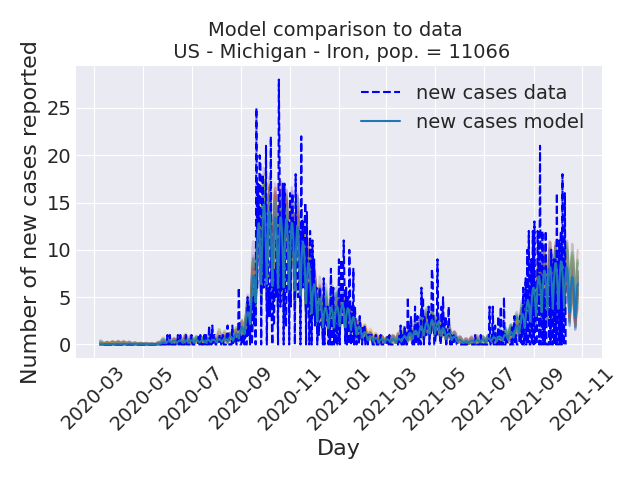 Model comparison to data
US - Michigan - Iron, pop. = 11066
Number of new cases reported
25
20
15
10
5
0
new cases data
new cases model
2020-03
2020-05
2020-07
2020-09
2020-11
2021-01
2021-03
2021-05
2021-07
2021-09
2021-11
Day